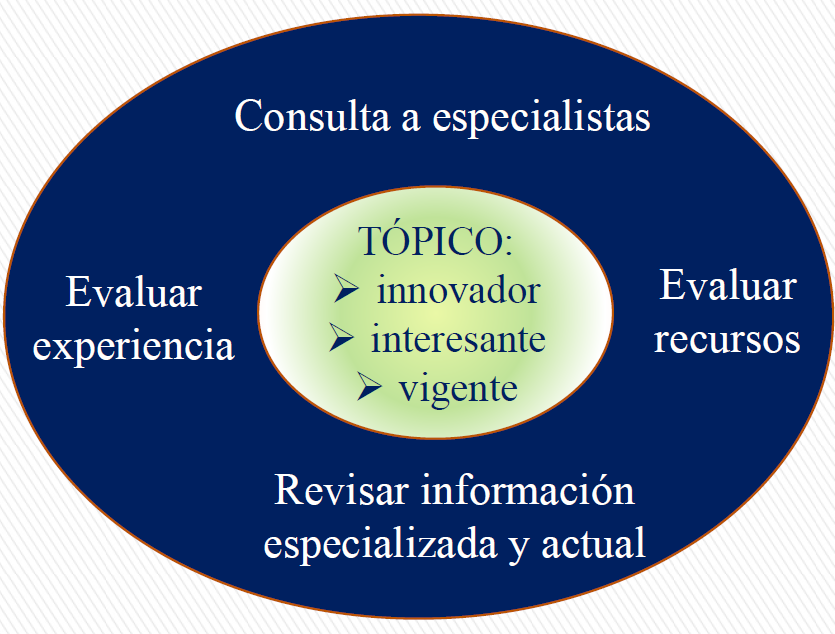 Consulta a especialistas
TÓPICO:
➢ innovador
➢ interesante
➢ vigente
Evaluar
experiencia
Evaluar
recursos
Revisar información
especializada y actual